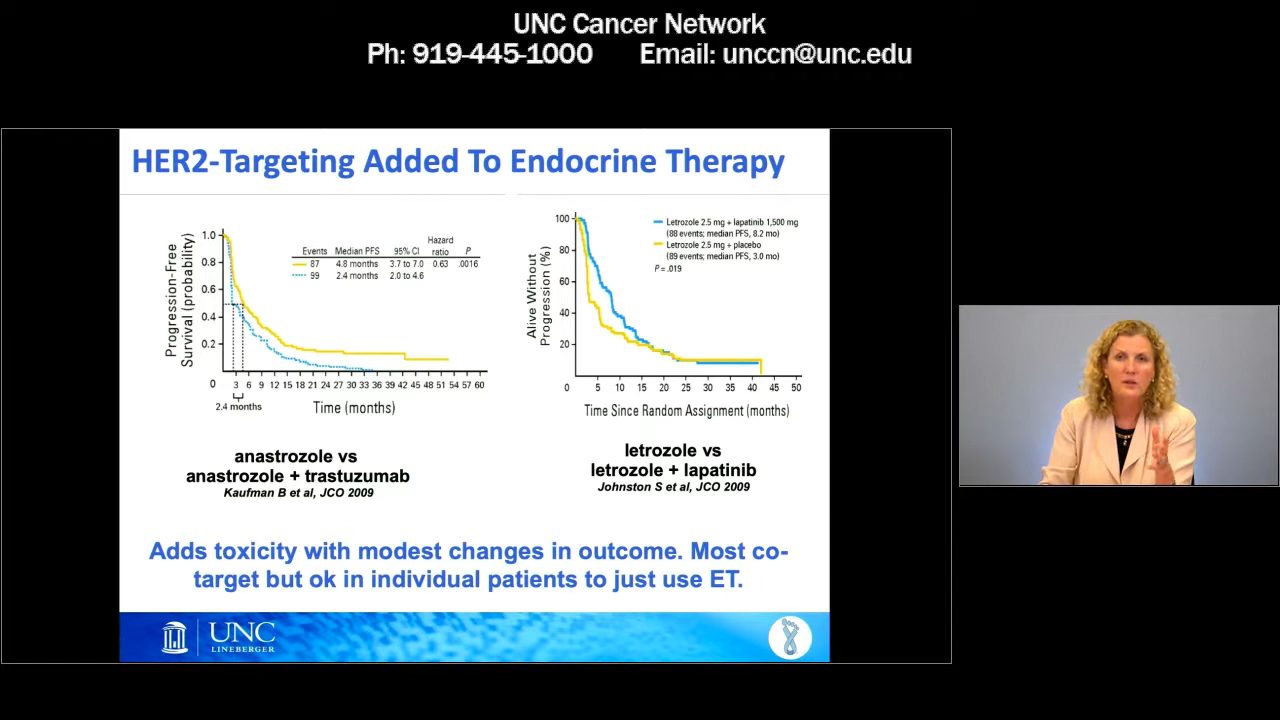 UNC Cancer Network
Ph: 919-445-1000 Email: unccn@unc.edu
HER2-Targeting Added To Endocrine Therapy
Progression-Free
Survival (probability)
1.0
0.8
0.6
0.4
0.2
0
3 6 9 12 15 18 21 24 27 30 33 36 39 42 45 48 51 54 57 60
2.4 months
Time (months)
Events Median PFS 95% CI Hazard ratio P
87 4.8 months 3.7 to 7.0 0.63 .0016
99 2.4 months 2.0 to 4.6
anastrozole vs
anastrozole + trastuzumab
Kaufman B et al, JCO 2009
Alive Without
Progression (%)
100
80
60
40
20
0 5 10 15 20 25 30 35 40 45 50
Time Since Random Assignment (months)
Letrozole 2.5 mg + lapatinib 1,500 mg
(88 events; median PFS, 8.2 mo)
Letrozole 2.5 mg + placebo
(89 events; median PFS, 3.0 mo)
P = .019
letrozole vs
letrozole + lapatinib
Johnston S et al, JCO 2009
Adds toxicity with modest changes in outcome. Most co-
target but ok in individual patients to just use ET.
UNC
LINEBERGER